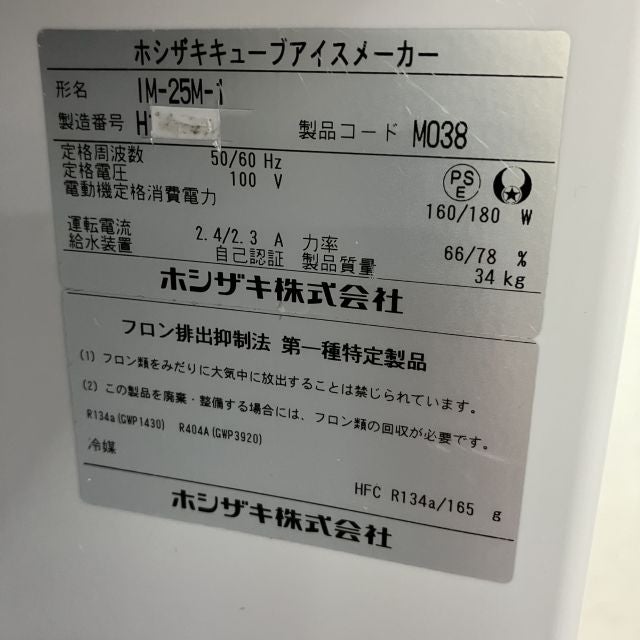 ホシザキキューブアイスメーカー
形名 IM-25M-1
製造番号 H 製品コード M038
定格周波数 50/60 Hz
定格電圧 100 V
電動機定格消費電力 160/180 W
PS
E
運転電流 2.4/2.3 A 力率 66/78 %
給水装置 自己認証 製品質量 34 kg
ホシザキ株式会社
フロン排出抑制法 第一種特定製品
(1) フロン類をみだりに大気中に放出することは禁じられています。
(2) この製品を廃棄・整備する場合には、フロン類の回収が必要です。
R134a(GWP1430) R404A(GWP3920)
冷媒 HFC R134a/165 g
ホシザキ株式会社